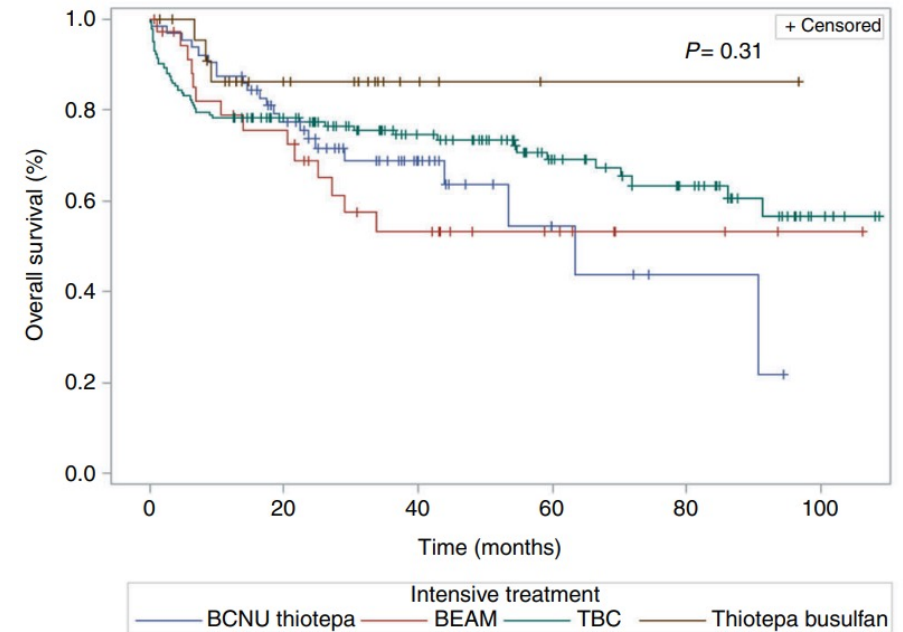 1.0
+ Censored
P= 0.31
0.8
0.6
0.4
0.2
0.0
Overall survival (%)
0 20 40 60 80 100
Time (months)
Intensive treatment
BCNU thiotepa BEAM TBC Thiotepa busulfan